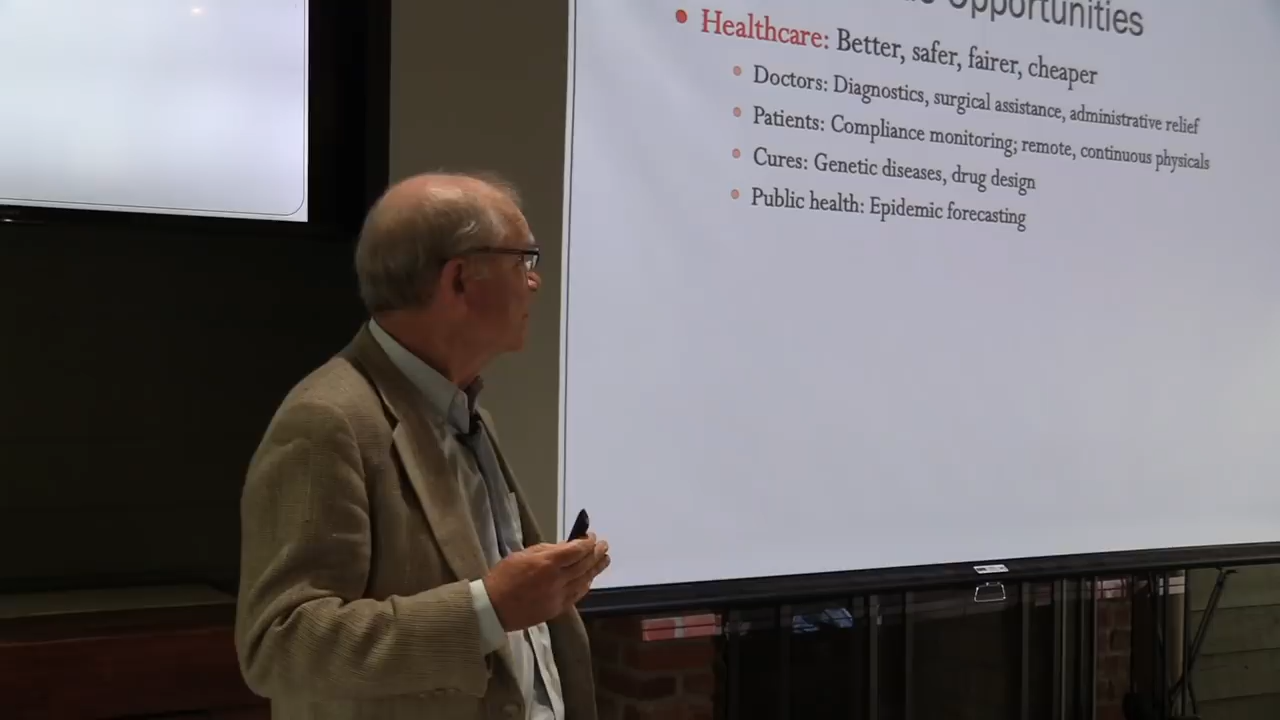 Opportunities
Healthcare: Better, safer, fairer, cheaper
Doctors: Diagnostics, surgical assistance, administrative relief
Patients: Compliance monitoring; remote, continuous physicals
Cures: Genetic diseases, drug design
Public health: Epidemic forecasting